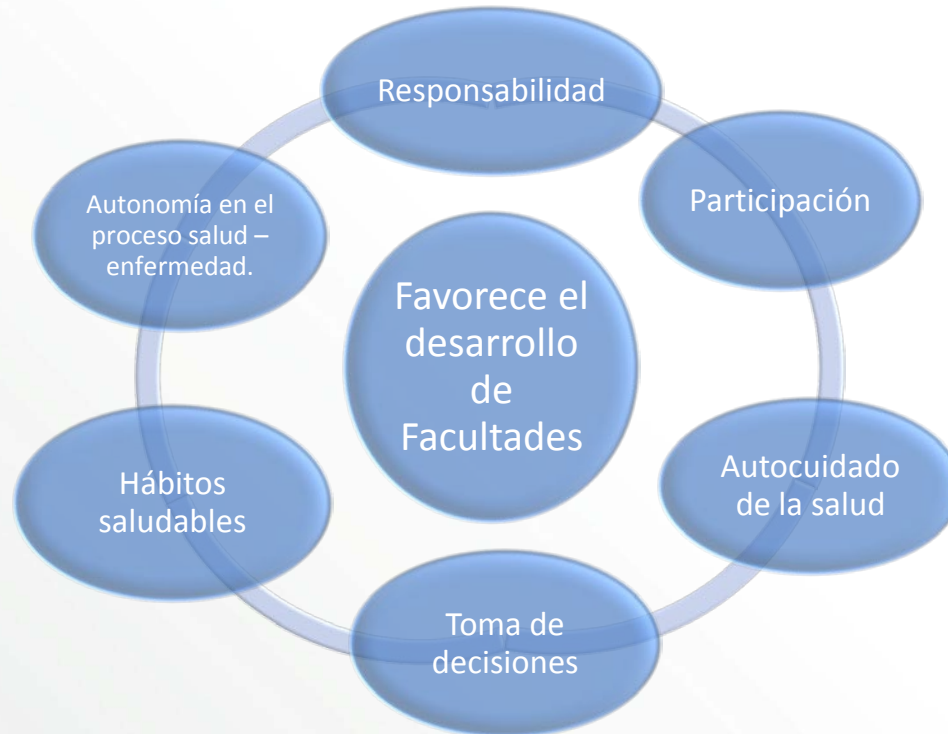 Responsabilidad
Participación
Autocuidado
de la salud
Toma de
decisiones
Hábitos
saludables
Autonomía en el
proceso salud –
enfermedad.
Favorece el
desarrollo
de
Facultades